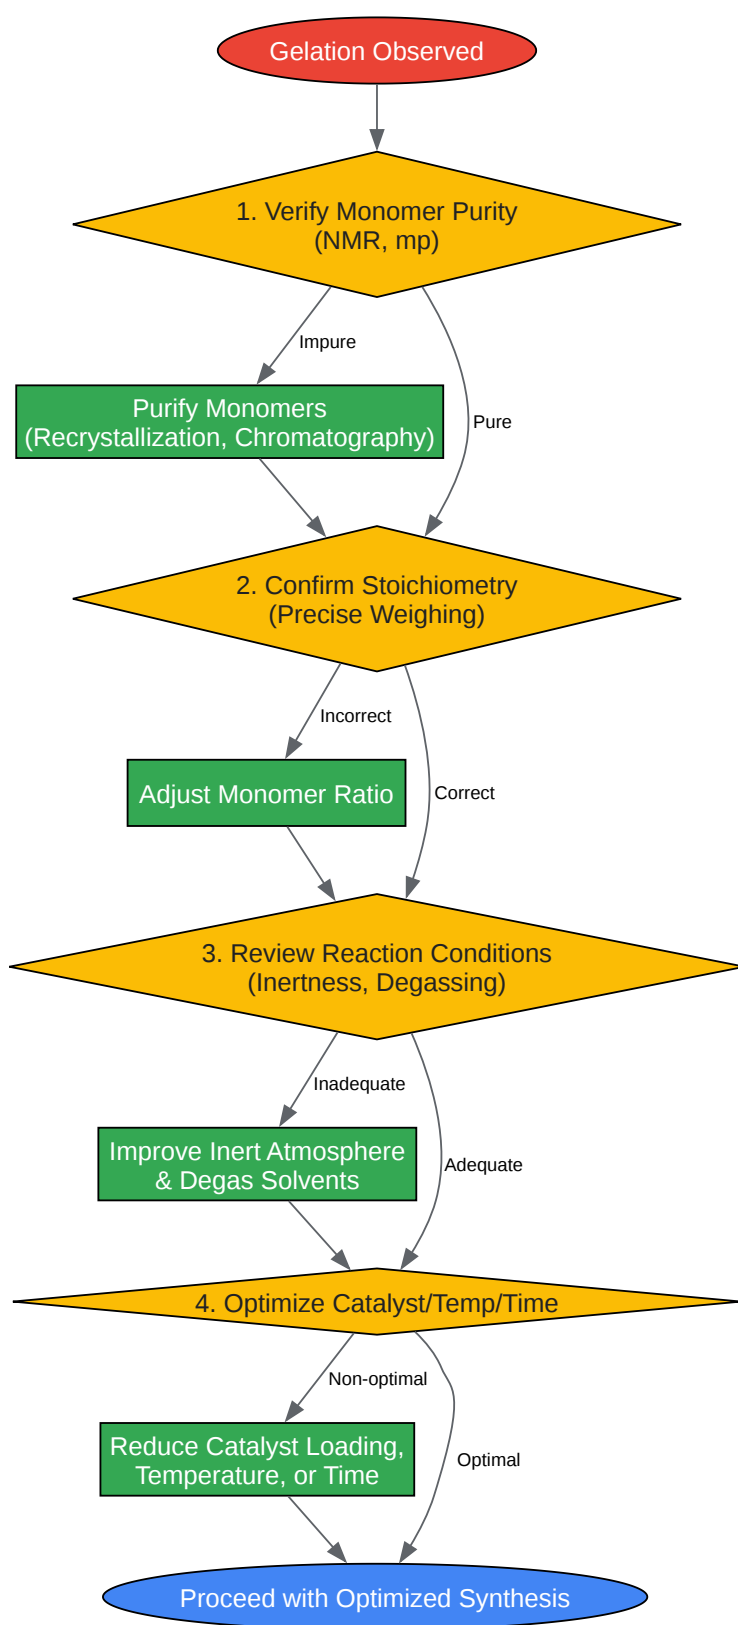 Gelation Observed
1. Verify Monomer Purity
(NMR, mp)
Impure
Purify Monomers
(Recrystallization, Chromatography)
Pure
2. Confirm Stoichiometry
(Precise Weighing)
Incorrect
Adjust Monomer Ratio
Correct
3. Review Reaction Conditions
(Inertness, Degassing)
Inadequate
Improve Inert Atmosphere
& Degas Solvents
Adequate
4. Optimize Catalyst/Temp/Time
Non-optimal
Reduce Catalyst Loading,
Temperature, or Time
Optimal
Proceed with Optimized Synthesis